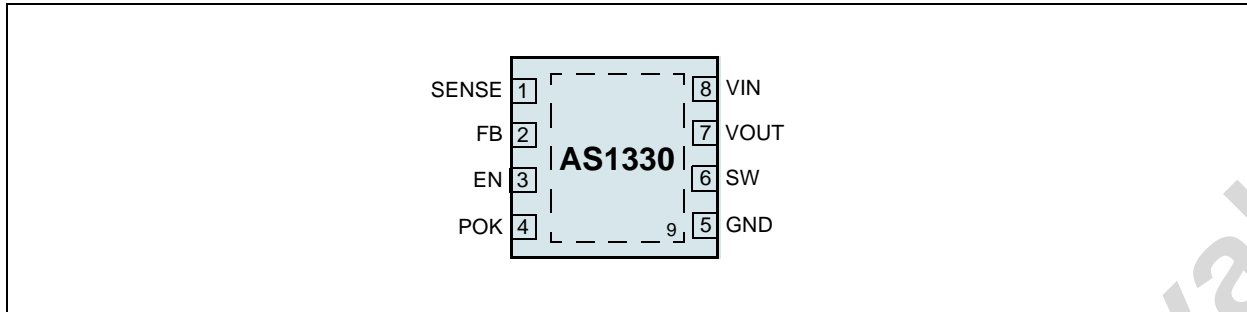 SENSE 1 8 VIN
FB 2 7 VOUT
AS1330
EN 3 6 SW
POK 4 9 5 GND